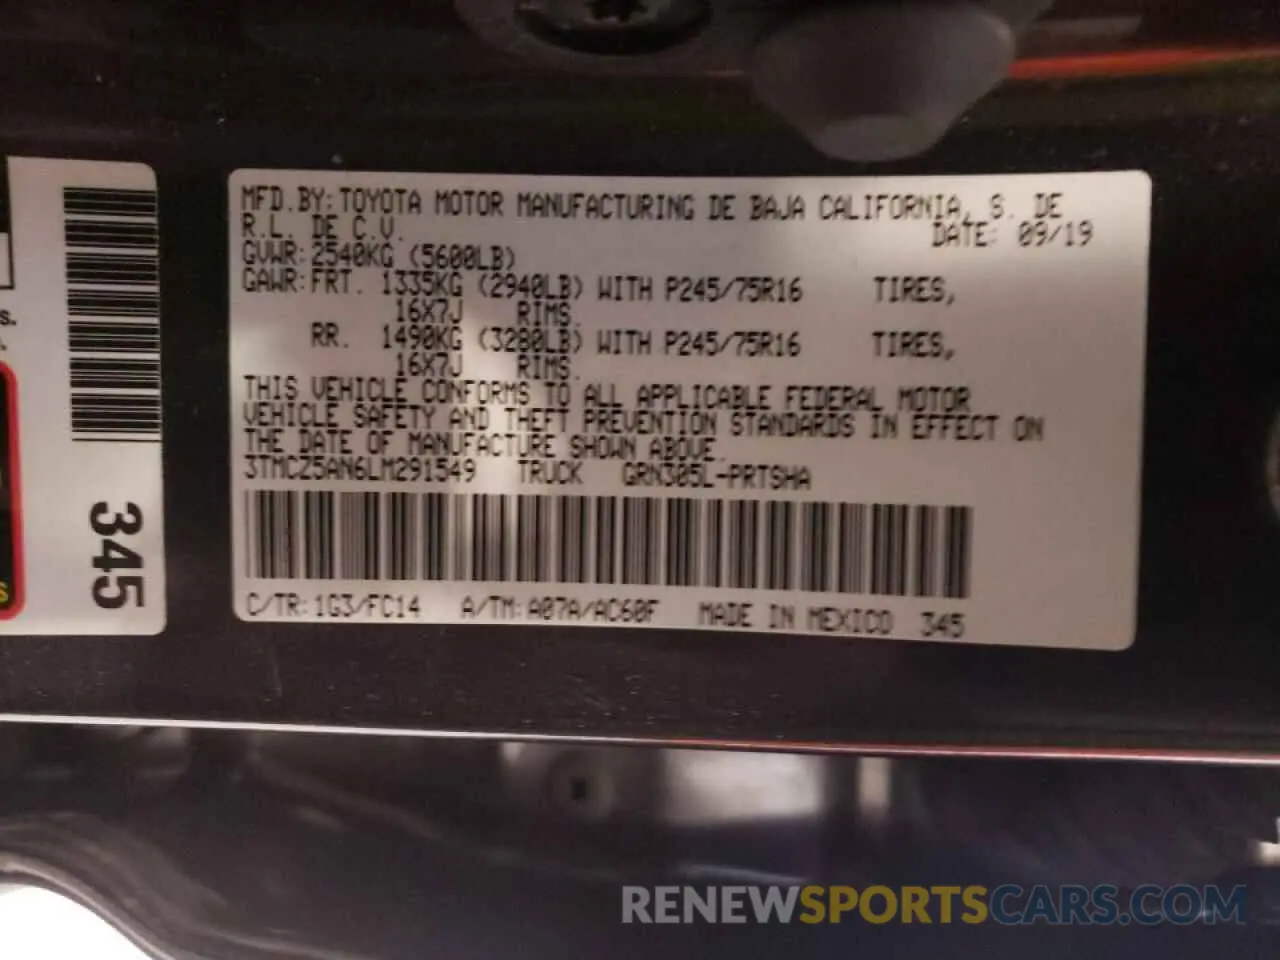 MFD.BY:TOYOTA MOTOR MANUFACTURING DE BAJA CALIFORNIA, S. DE
R.L. DE C.V. DATE: 09/19
GVWR:2540KG (5600LB)
GAWR:FRT. 1335KG (2940LB) WITH P245/75R16 TIRES,
16X7J RIMS.
RR. 1490KG (3280LB) WITH P245/75R16 TIRES,
16X7J RIMS.
THIS VEHICLE CONFORMS TO ALL APPLICABLE FEDERAL MOTOR
VEHICLE SAFETY AND THEFT PREVENTION STANDARDS IN EFFECT ON
THE DATE OF MANUFACTURE SHOWN ABOVE.
3TMCZ5AN6LM291549 TRUCK GRN305L-PRTSHA
C/TR:1G3/FC14 A/TM:A07A/AC60F MADE IN MEXICO 345
345
RENEWSPORTSCARS.COM